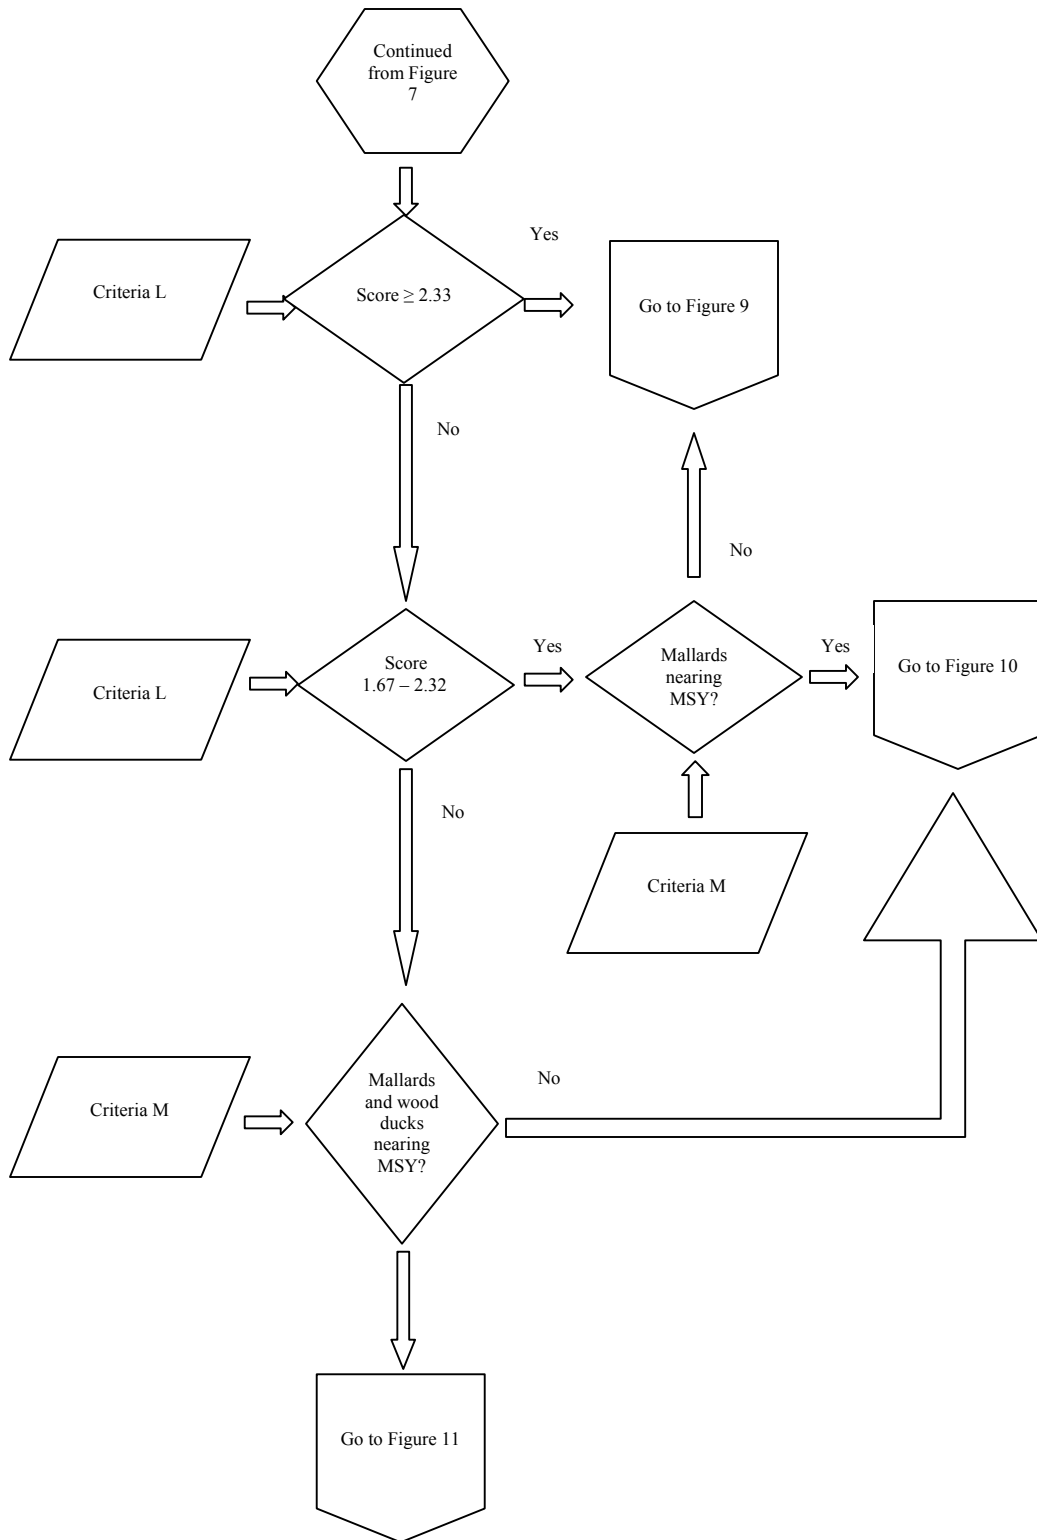 Continued
from Figure
7
Yes
Criteria L
Score ≥ 2.33
Go to Figure 9
No
No
Criteria L
Score
1.67 – 2.32
Yes
Mallards
nearing
MSY?
Yes
Go to Figure 10
No
Criteria M
Criteria M
Mallards
and wood
ducks
nearing
MSY?
No
Go to Figure 11